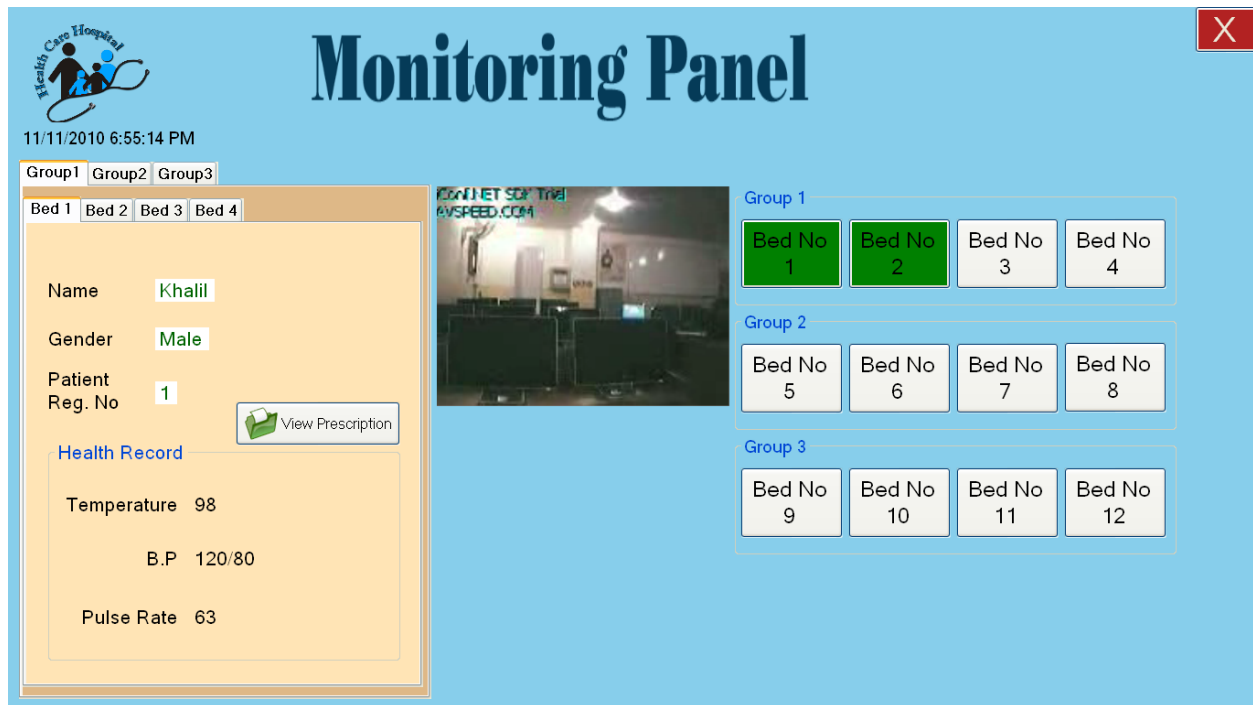 Health Care Hospital
Monitoring Panel
X
11/11/2010 6:55:14 PM
Group1 Group2 Group3
Bed 1 Bed 2 Bed 3 Bed 4
Name Khalil
Gender Male
Patient
Reg. No 1
View Prescription
Health Record
Temperature 98
B.P 120/80
Pulse Rate 63
iConf.NET SDK Trial
AVSPEED.COM
Group 1
Bed No
1
Bed No
2
Bed No
3
Bed No
4
Group 2
Bed No
5
Bed No
6
Bed No
7
Bed No
8
Group 3
Bed No
9
Bed No
10
Bed No
11
Bed No
12